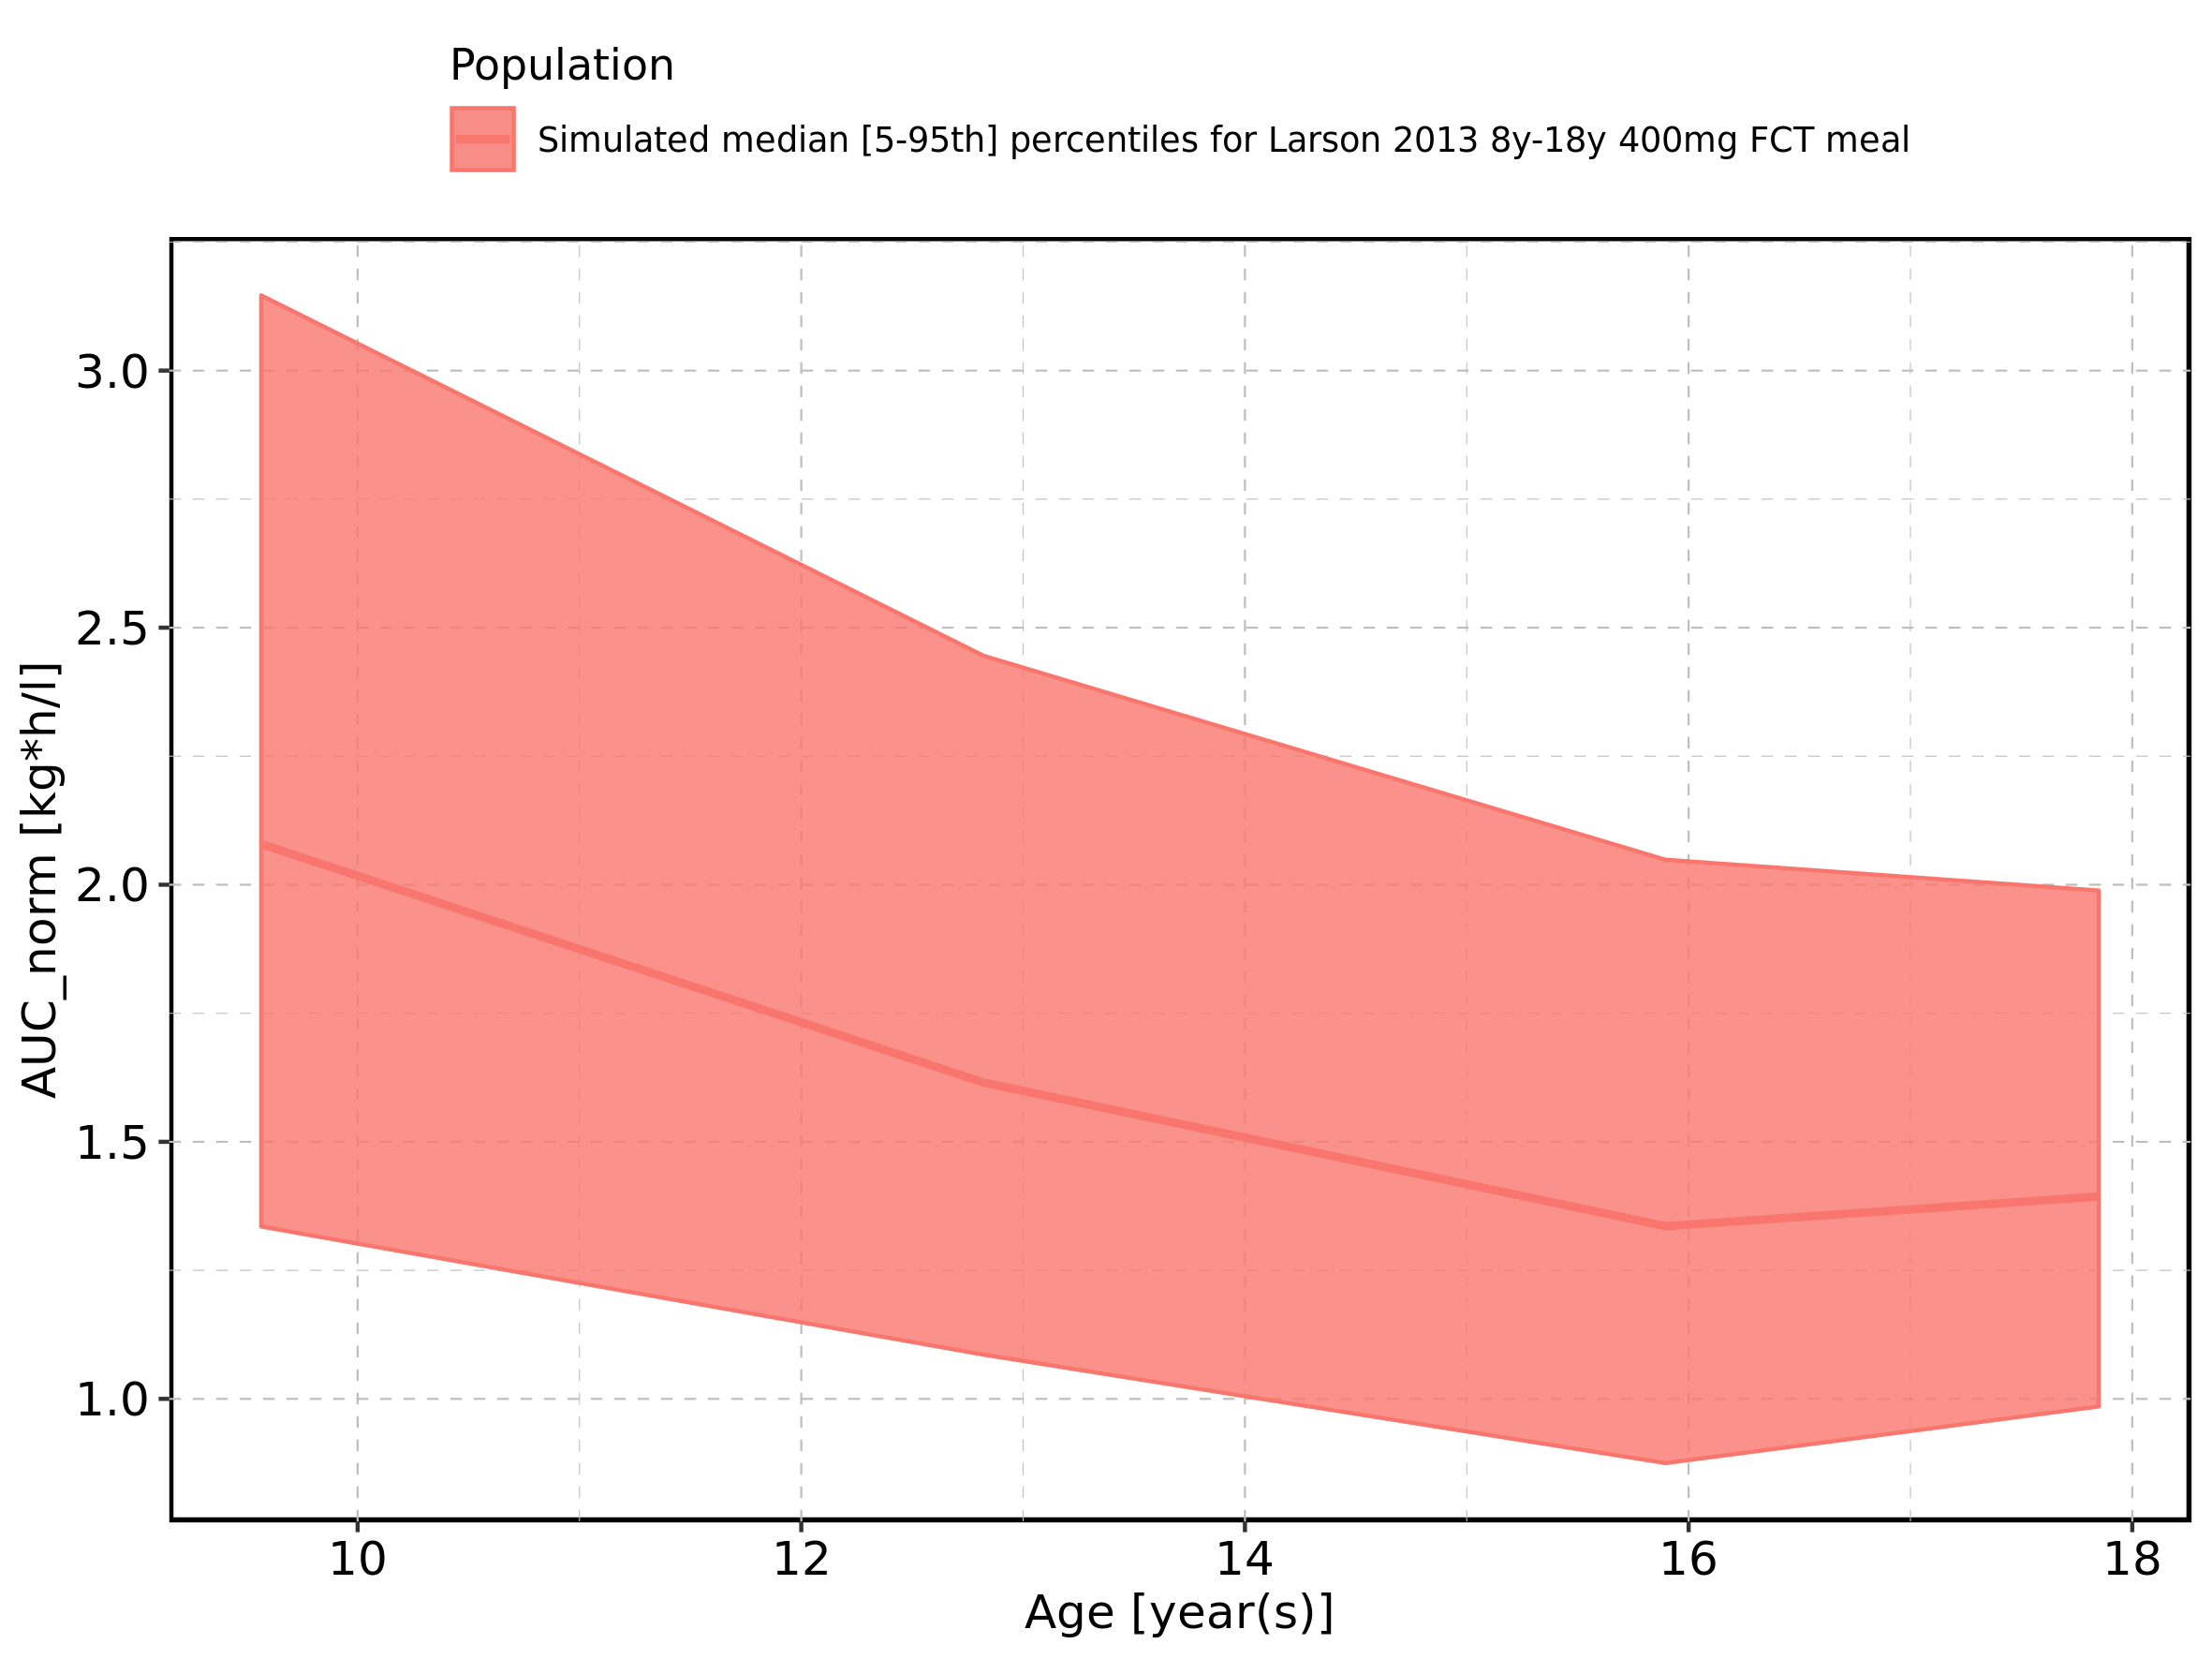 Population
Simulated median [5-95th] percentiles for Larson 2013 8y-18y 400mg FCT meal
AUC_norm [kg*h/l]
3.0
2.5
2.0
1.5
1.0
10 12 14 16 18
Age [year(s)]